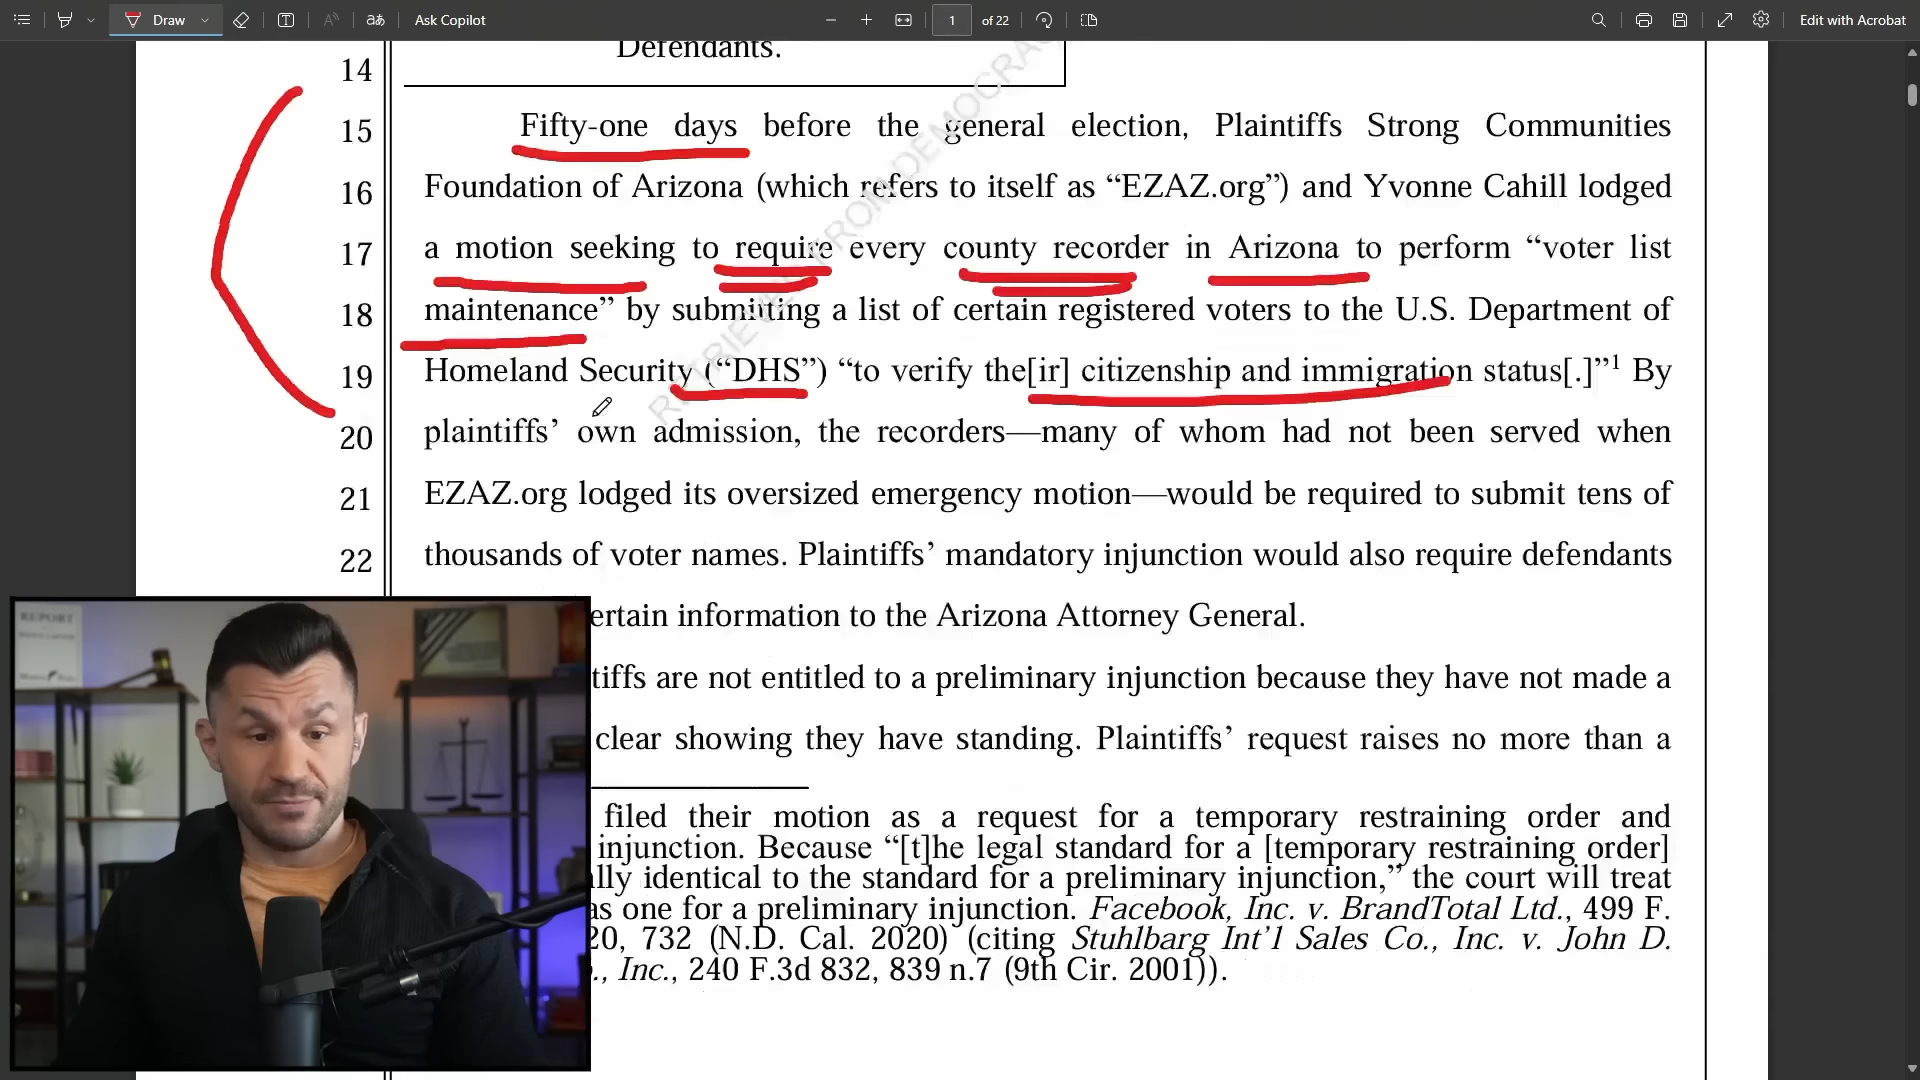 Draw
Ask Copilot
1 of 22
Edit with Acrobat
Defendants.
14
15 Fifty-one days before the general election, Plaintiffs Strong Communities
16 Foundation of Arizona (which refers to itself as “EZAZ.org”) and Yvonne Cahill lodged
17 a motion seeking to require every county recorder in Arizona to perform “voter list
18 maintenance” by submitting a list of certain registered voters to the U.S. Department of
19 Homeland Security (“DHS”) “to verify the[ir] citizenship and immigration status[.]”1 By
20 plaintiffs’ own admission, the recorders—many of whom had not been served when
21 EZAZ.org lodged its oversized emergency motion—would be required to submit tens of
22 thousands of voter names. Plaintiffs’ mandatory injunction would also require defendants
ertain information to the Arizona Attorney General.
tiffs are not entitled to a preliminary injunction because they have not made a
clear showing they have standing. Plaintiffs’ request raises no more than a
filed their motion as a request for a temporary restraining order and
injunction. Because “[t]he legal standard for a [temporary restraining order]
lly identical to the standard for a preliminary injunction,” the court will treat
as one for a preliminary injunction. Facebook, Inc. v. BrandTotal Ltd., 499 F.
20, 732 (N.D. Cal. 2020) (citing Stuhlbarg Int’l Sales Co., Inc. v. John D.
., Inc., 240 F.3d 832, 839 n.7 (9th Cir. 2001)).
RETRIEVED FROM DEMOCRA
REPORT